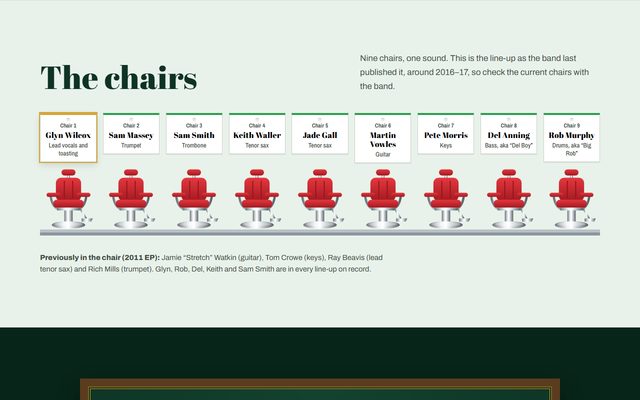 The chairs
Nine chairs, one sound. This is the line-up as the band last
published it, around 2016–17, so check the current chairs with
the band.
Chair 1
Glyn Wilcox
Lead vocals and
toasting
Chair 2
Sam Massey
Trumpet
Chair 3
Sam Smith
Trombone
Chair 4
Keith Waller
Tenor sax
Chair 5
Jade Gall
Tenor sax
Chair 6
Martin
Vowles
Guitar
Chair 7
Pete Morris
Keys
Chair 8
Del Anning
Bass, aka “Del Boy”
Chair 9
Rob Murphy
Drums, aka “Big
Rob”
Previously in the chair (2011 EP): Jamie “Stretch” Watkin (guitar), Tom Crowe (keys), Ray Beavis (lead
tenor sax) and Rich Mills (trumpet). Glyn, Rob, Del, Keith and Sam Smith are in every line-up on record.